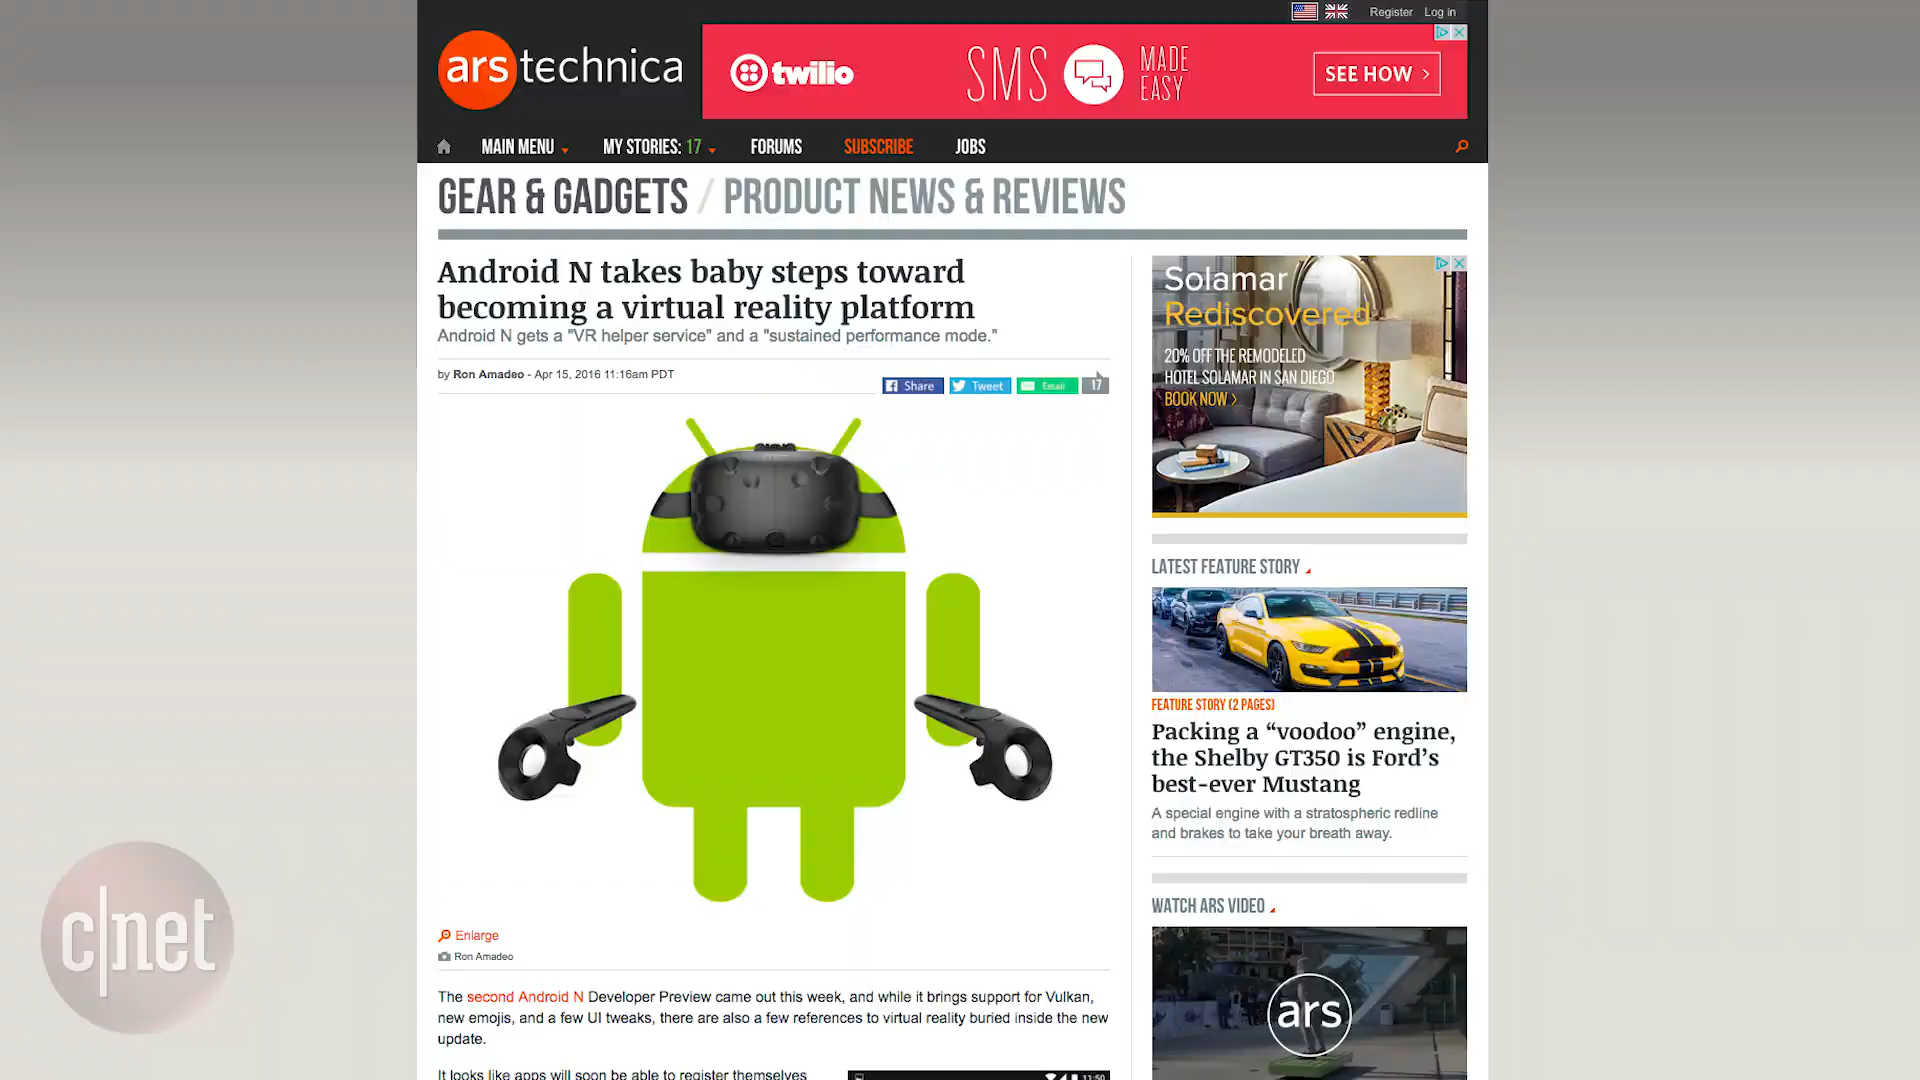 Register Log in
ars technica
twilio
SMS
MADE
EASY
SEE HOW >
MAIN MENU
MY STORIES: 17
FORUMS
SUBSCRIBE
JOBS
GEAR & GADGETS / PRODUCT NEWS & REVIEWS
Android N takes baby steps toward
becoming a virtual reality platform
Android N gets a "VR helper service" and a "sustained performance mode."
by Ron Amadeo - Apr 15, 2016 11:16am PDT
Share
Tweet
Email
17
Enlarge
Ron Amadeo
The second Android N Developer Preview came out this week, and while it brings support for Vulkan,
new emojis, and a few UI tweaks, there are also a few references to virtual reality buried inside the new
update.
It looks like apps will soon be able to register themselves
11:50
Solamar
Rediscovered
20% OFF THE REMODELED
HOTEL SOLAMAR IN SAN DIEGO
BOOK NOW >
LATEST FEATURE STORY
FEATURE STORY (2 PAGES)
Packing a “voodoo” engine,
the Shelby GT350 is Ford’s
best-ever Mustang
A special engine with a stratospheric redline
and brakes to take your breath away.
WATCH ARS VIDEO
ars
c|net